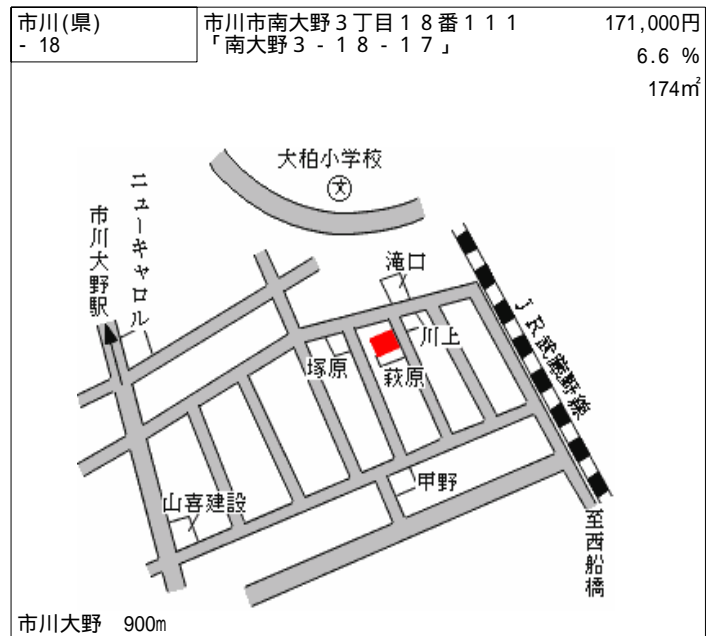 市川(県)
- 18
市川市南大野３丁目１８番１１１
「南大野３‐１８‐１７」
171,000円
6.6 %
174㎡
大柏小学校
文
ニューキャロル
市川大野駅
滝口
川上
塚原
萩原
ＪＲ武蔵野線
甲野
山喜建設
至西船橋
市川大野 900m